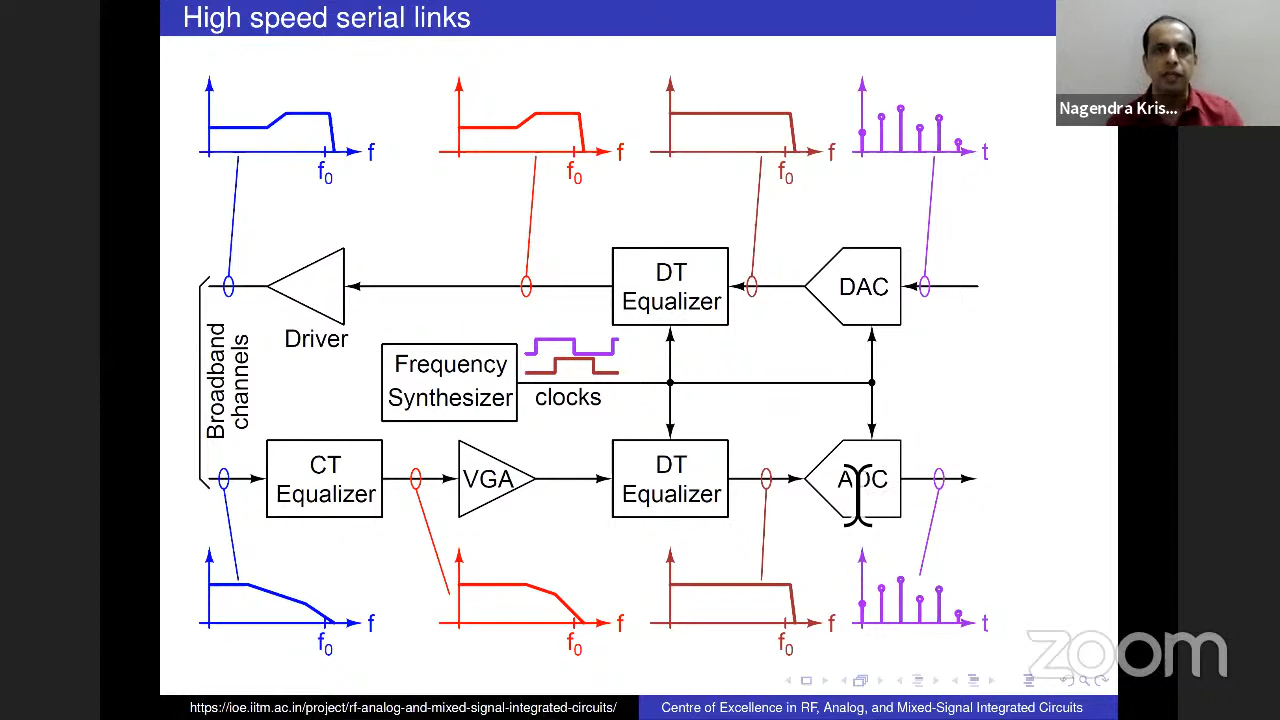 High speed serial links
Nagendra Kris...
f
f
f
t
f0
f0
f0
DT
Equalizer
DAC
Driver
Broadband
channels
Frequency
Synthesizer
clocks
CT
Equalizer
VGA
DT
Equalizer
ADC
f
f
f
t
f0
f0
f0
zoom
https://ioe.iitm.ac.in/project/rf-analog-and-mixed-signal-integrated-circuits/
Centre of Excellence in RF, Analog, and Mixed-Signal Integrated Circuits